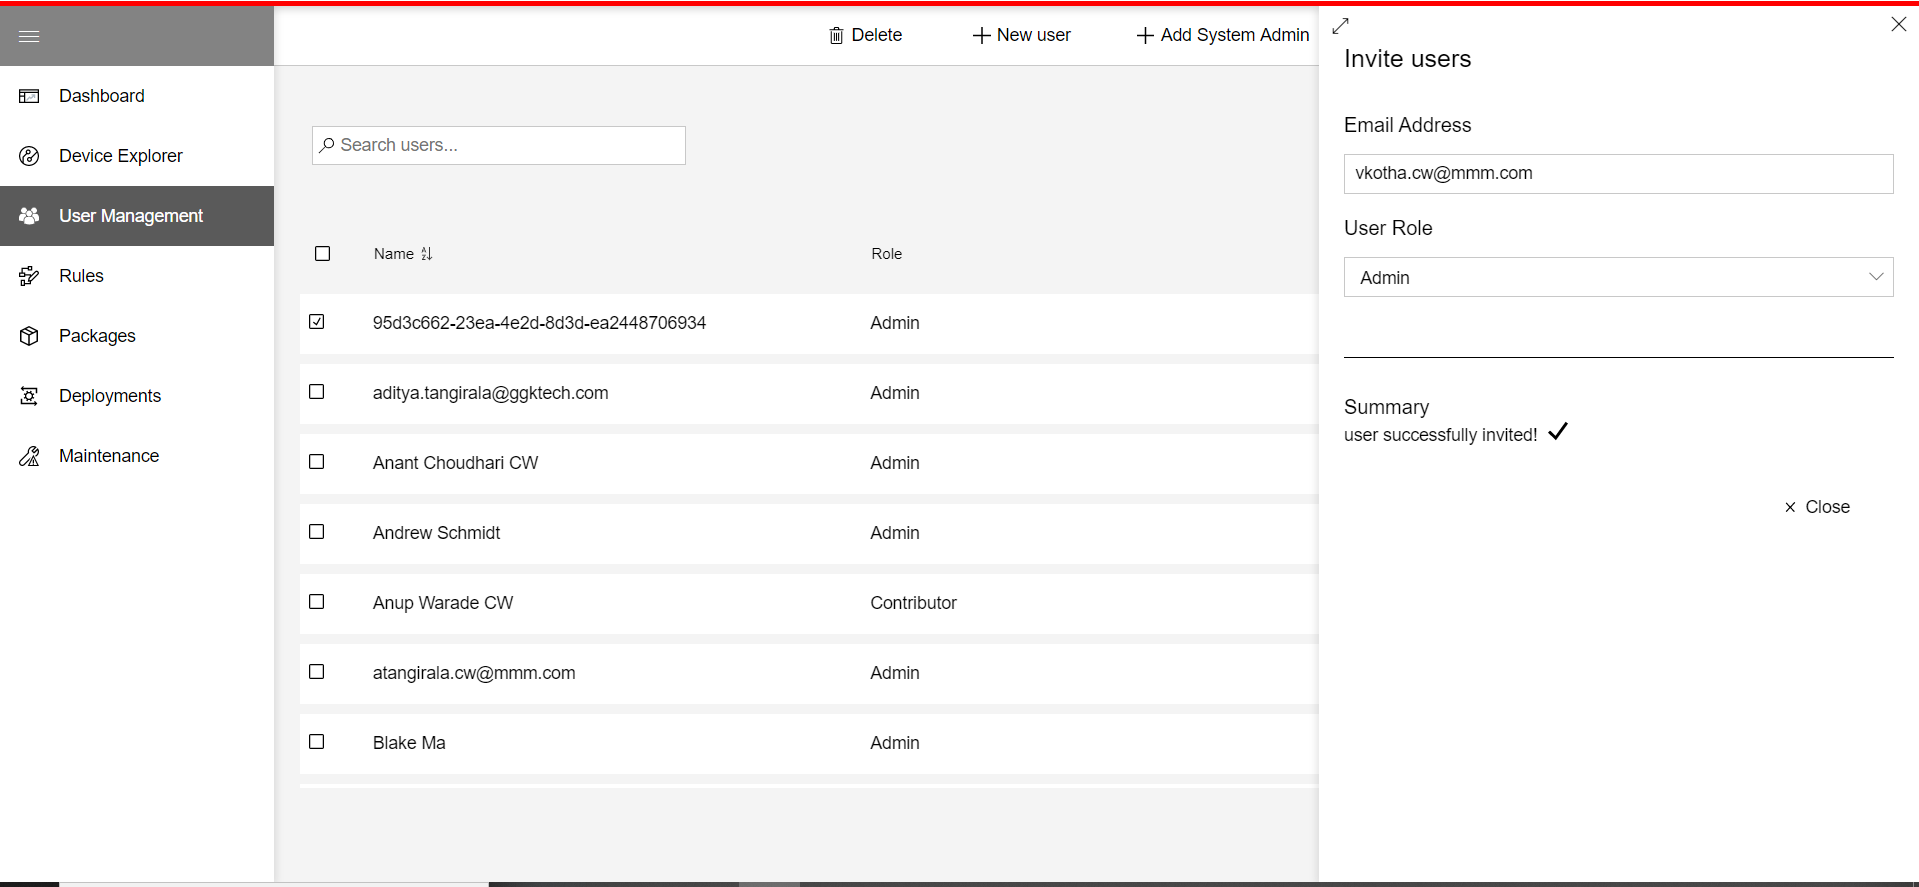 Delete
New user
Add System Admin
Dashboard
Device Explorer
User Management
Rules
Packages
Deployments
Maintenance
Search users...
Name
Role
95d3c662-23ea-4e2d-8d3d-ea2448706934 Admin
aditya.tangirala@ggktech.com Admin
Anant Choudhari CW Admin
Andrew Schmidt Admin
Anup Warade CW Contributor
atangirala.cw@mmm.com Admin
Blake Ma Admin
Invite users
Email Address
vkotha.cw@mmm.com
User Role
Admin
Summary
user successfully invited!
Close